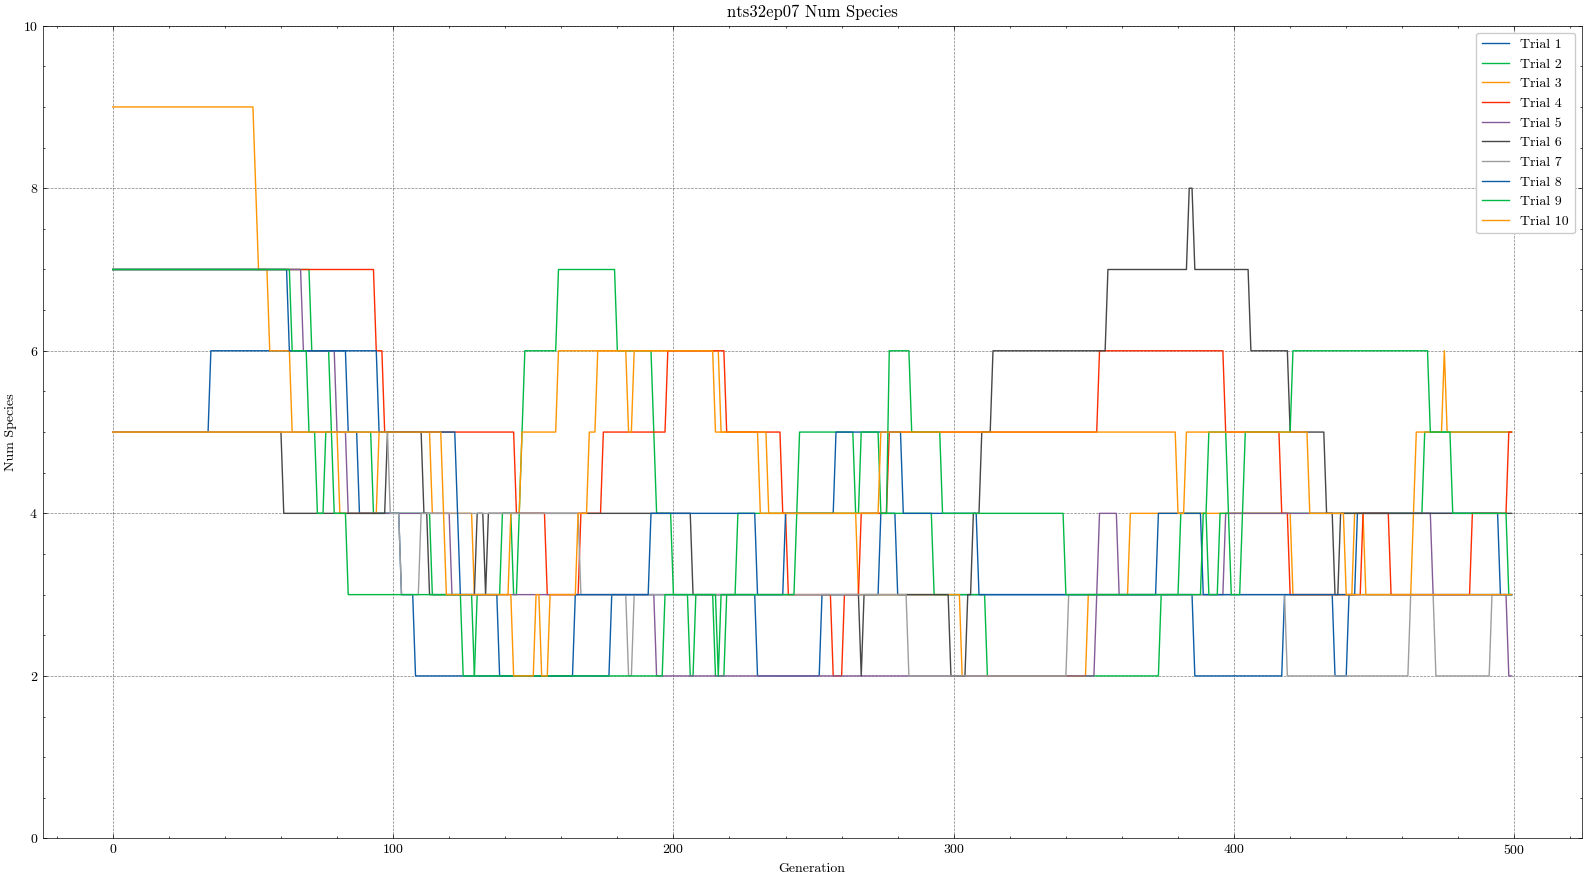 nts32ep07 Num Species
10
8
6
4
2
0
Num Species
0 100 200 300 400 500
Generation
Trial 1
Trial 2
Trial 3
Trial 4
Trial 5
Trial 6
Trial 7
Trial 8
Trial 9
Trial 10